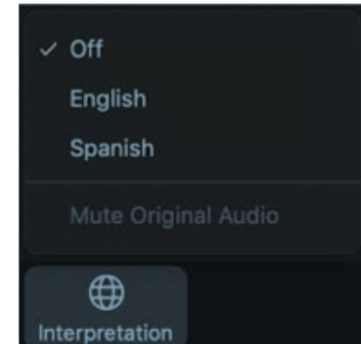 Off
English
Spanish
Mute Original Audio
Interpretation